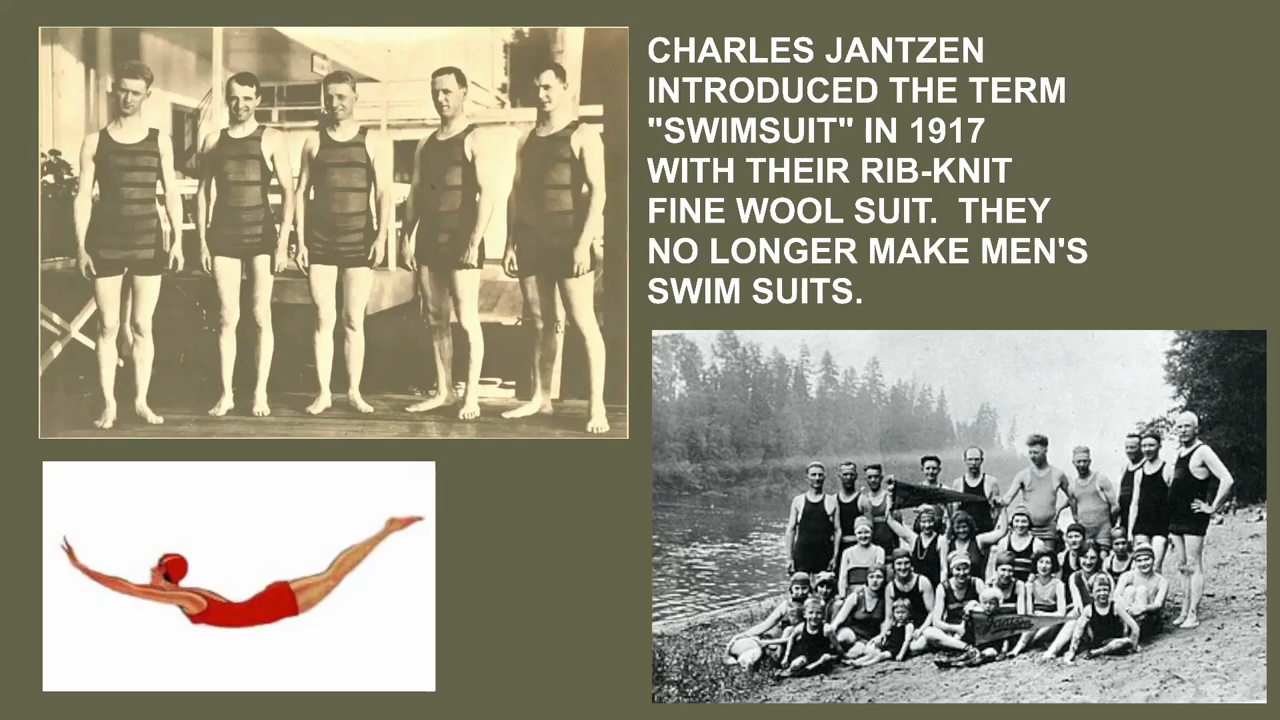 CHARLES JANTZEN
INTRODUCED THE TERM
"SWIMSUIT" IN 1917
WITH THEIR RIB-KNIT
FINE WOOL SUIT.  THEY
NO LONGER MAKE MEN'S
SWIM SUITS.
Jantzen